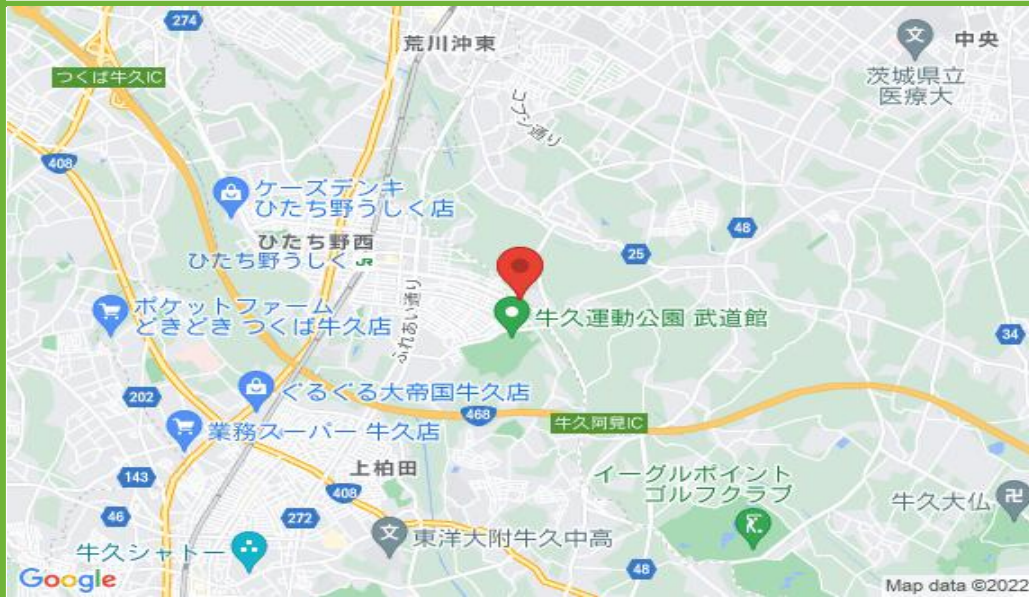 274
荒川沖東
中央
つくば牛久IC
茨城県立
医療大
コブシ通り
408
ケーズデンキ
ひたち野うしく店
48
ひたち野西
25
ひたち野うしく JR
ポケットファーム
どきどき つくば牛久店
牛久運動公園 武道館
34
ふれあい通り
202
ぐるぐる大帝国牛久店
468
牛久阿見IC
業務スーパー 牛久店
上柏田
143
イーグルポイント
ゴルフクラブ
408
牛久大仏
46
272
東洋大附牛久中高
牛久シャトー
48
Google
Map data ©2022